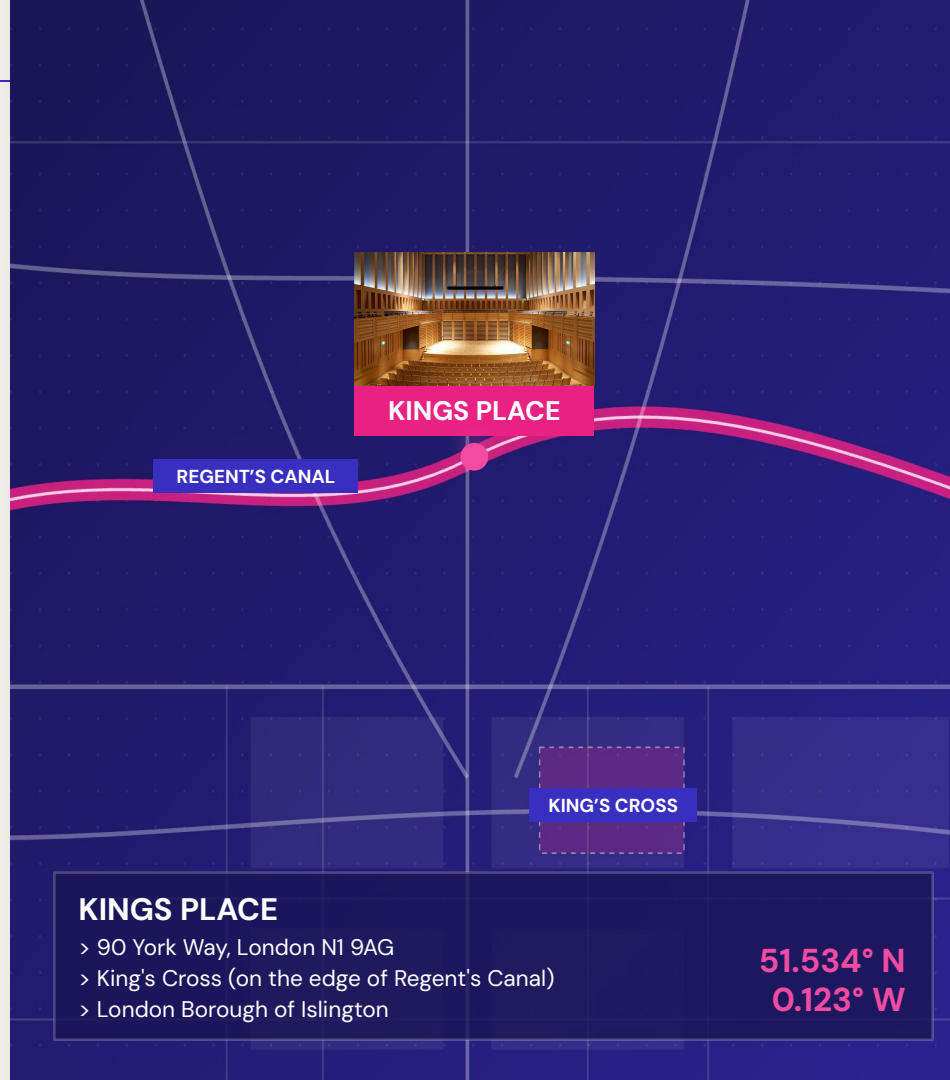 KINGS PLACE
REGENT’S CANAL
KING’S CROSS
KINGS PLACE
> 90 York Way, London N1 9AG
> King's Cross (on the edge of Regent's Canal)
> London Borough of Islington
51.534° N
0.123° W